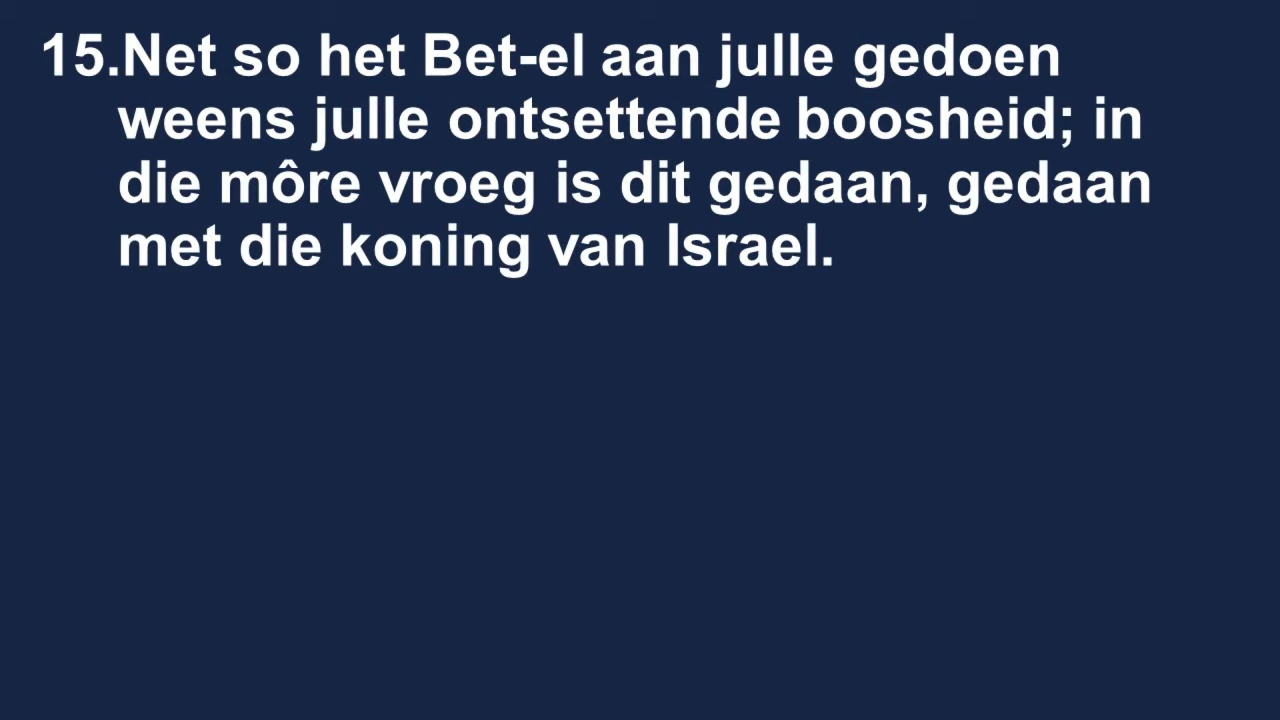 15.Net so het Bet-el aan julle gedoen
weens julle ontsettende boosheid; in
die môre vroeg is dit gedaan, gedaan
met die koning van Israel.